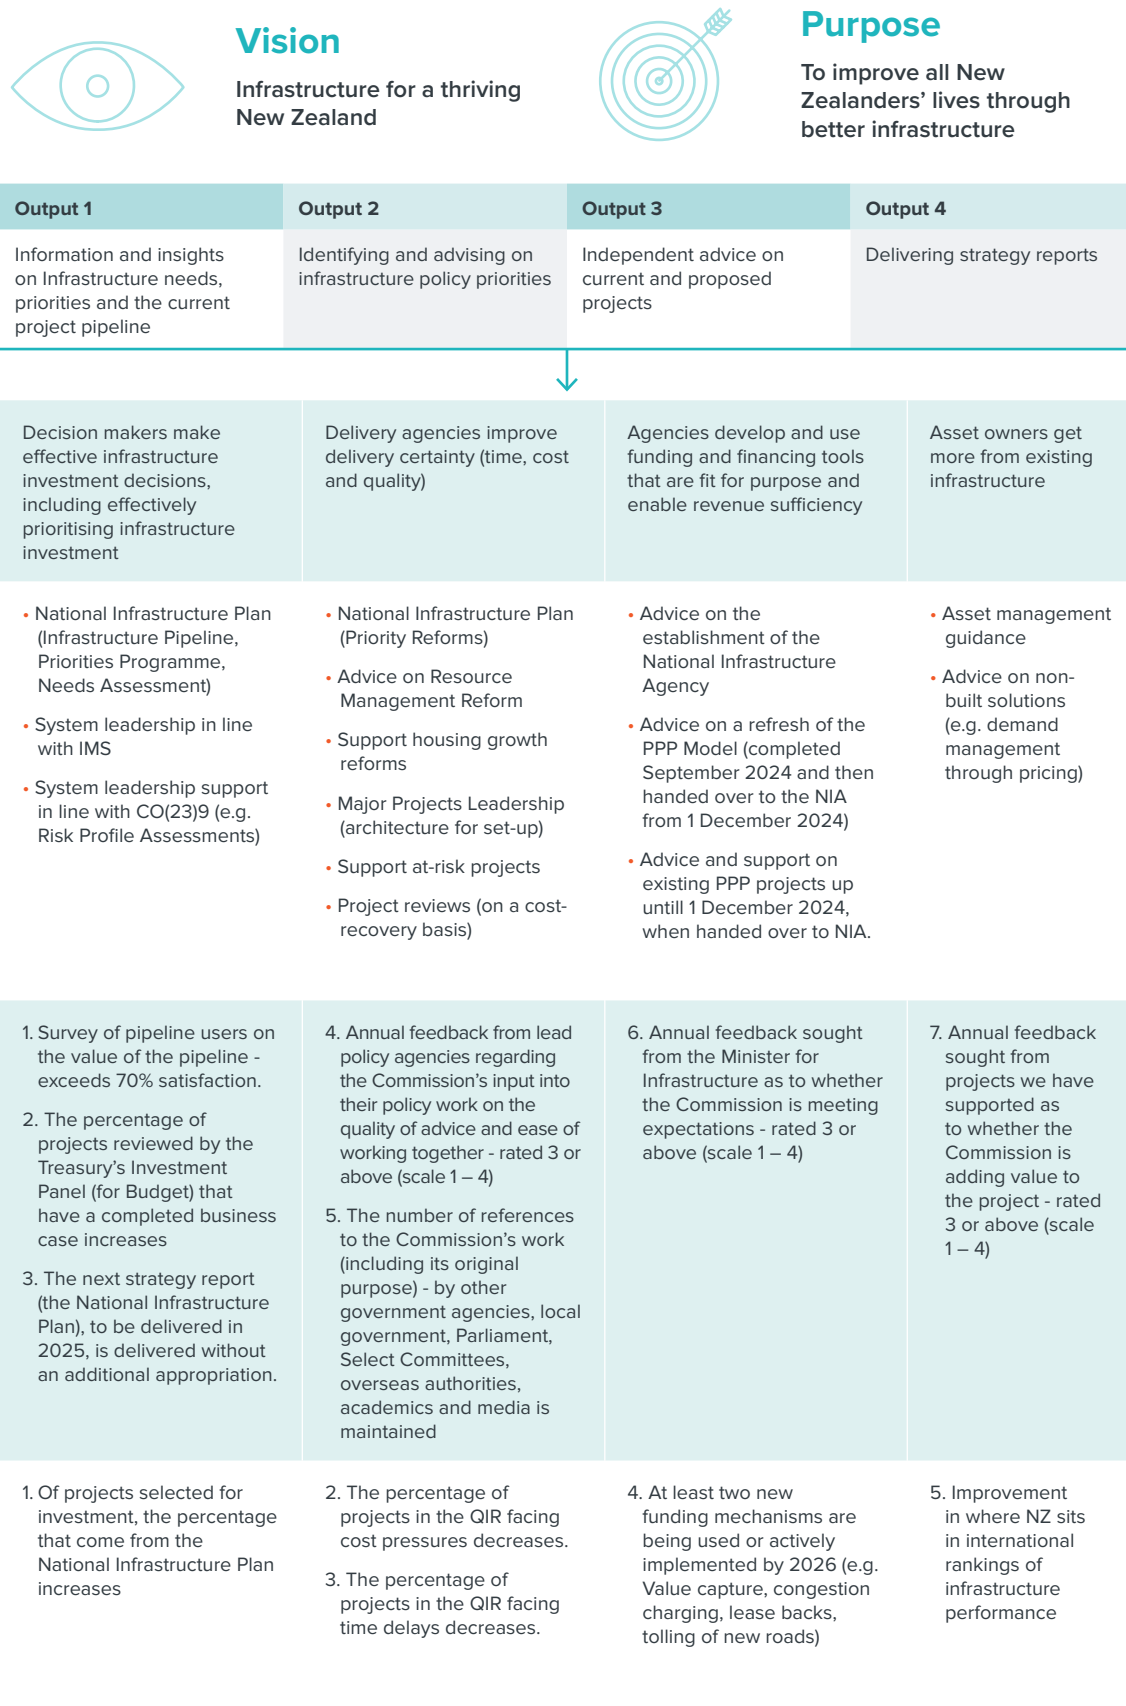 Vision
Infrastructure for a thriving
New Zealand
Purpose
To improve all New
Zealanders’ lives through
better infrastructure
Output 1
Information and insights
on Infrastructure needs,
priorities and the current
project pipeline
Output 2
Identifying and advising on
infrastructure policy priorities
Output 3
Independent advice on
current and proposed
projects
Output 4
Delivering strategy reports
Decision makers make
effective infrastructure
investment decisions,
including effectively
prioritising infrastructure
investment
Delivery agencies improve
delivery certainty (time, cost
and quality)
Agencies develop and use
funding and financing tools
that are fit for purpose and
enable revenue sufficiency
Asset owners get
more from existing
infrastructure
• National Infrastructure Plan
(Infrastructure Pipeline,
Priorities Programme,
Needs Assessment)
• System leadership in line
with IMS
• System leadership support
in line with CO(23)9 (e.g.
Risk Profile Assessments)
• National Infrastructure Plan
(Priority Reforms)
• Advice on Resource
Management Reform
• Support housing growth
reforms
• Major Projects Leadership
(architecture for set-up)
• Support at-risk projects
• Project reviews (on a cost-
recovery basis)
• Advice on the
establishment of the
National Infrastructure
Agency
• Advice on a refresh of the
PPP Model (completed
September 2024 and then
handed over to the NIA
from 1 December 2024)
• Advice and support on
existing PPP projects up
untill 1 December 2024,
when handed over to NIA.
• Asset management
guidance
• Advice on non-
built solutions
(e.g. demand
management
through pricing)
1. Survey of pipeline users on
the value of the pipeline -
exceeds 70% satisfaction.
2. The percentage of
projects reviewed by the
Treasury’s Investment
Panel (for Budget) that
have a completed business
case increases
3. The next strategy report
(the National Infrastructure
Plan), to be delivered in
2025, is delivered without
an additional appropriation.
4. Annual feedback from lead
policy agencies regarding
the Commission’s input into
their policy work on the
quality of advice and ease of
working together - rated 3 or
above (scale 1 – 4)
5. The number of references
to the Commission’s work
(including its original
purpose) - by other
government agencies, local
government, Parliament,
Select Committees,
overseas authorities,
academics and media is
maintained
6. Annual feedback sought
from the Minister for
Infrastructure as to whether
the Commission is meeting
expectations - rated 3 or
above (scale 1 – 4)
7. Annual feedback
sought from
projects we have
supported as
to whether the
Commission is
adding value to
the project - rated
3 or above (scale
1 – 4)
1. Of projects selected for
investment, the percentage
that come from the
National Infrastructure Plan
increases
2. The percentage of
projects in the QIR facing
cost pressures decreases.
3. The percentage of
projects in the QIR facing
time delays decreases.
4. At least two new
funding mechanisms are
being used or actively
implemented by 2026 (e.g.
Value capture, congestion
charging, lease backs,
tolling of new roads)
5. Improvement
in where NZ sits
in international
rankings of
infrastructure
performance